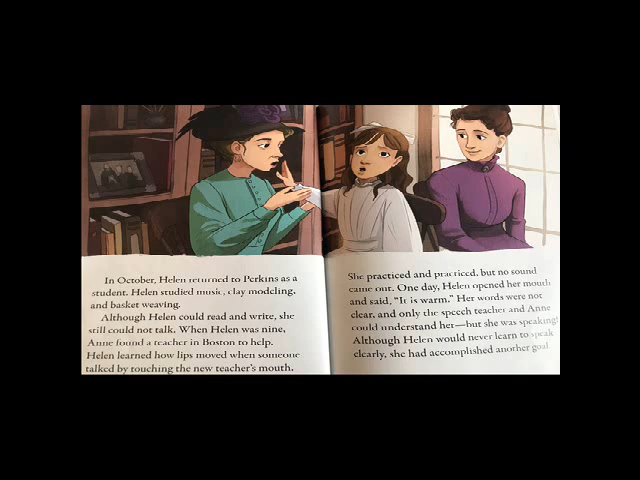 In October, Helen returned to Perkins as a
student. Helen studied music, clay modeling,
and basket weaving.
Although Helen could read and write, she
still could not talk. When Helen was nine,
Anne found a teacher in Boston to help.
Helen learned how lips moved when someone
talked by touching the new teacher's mouth.
She practiced and practiced, but no sound
came out. One day, Helen opened her mouth
and said, "It is warm." Her words were not
clear, and only the speech teacher and Anne
could understand her—but she was speaking!
Although Helen would never learn to speak
clearly, she had accomplished another goal.